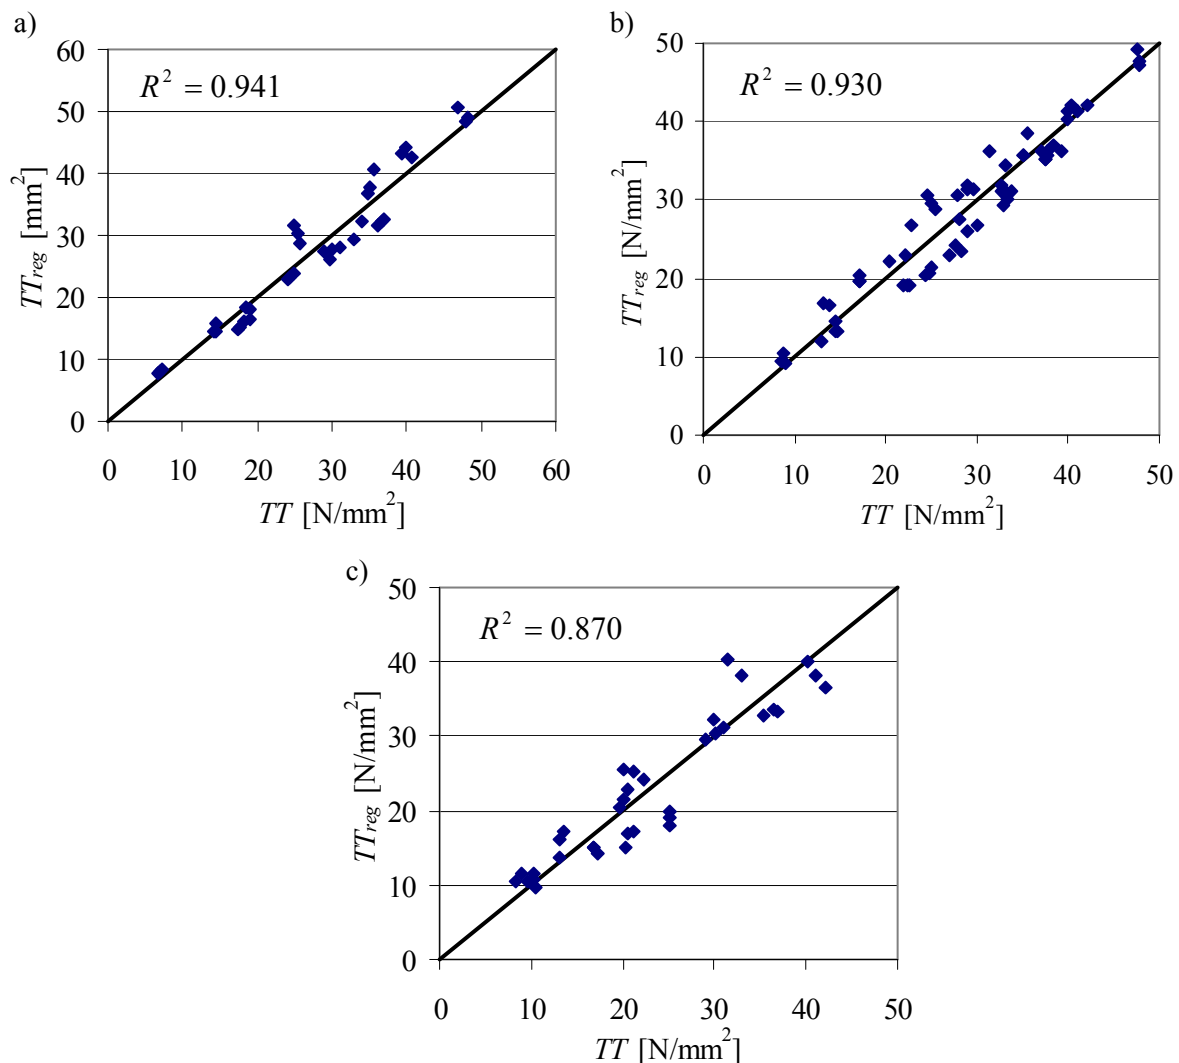 a)
R² = 0.941
60
50
40
30
20
10
0
TTreg [mm²]
0 10 20 30 40 50 60
TT [N/mm²]
b)
R² = 0.930
50
40
30
20
10
0
TTreg [N/mm²]
0 10 20 30 40 50
TT [N/mm²]
c)
R² = 0.870
50
40
30
20
10
0
TTreg [N/mm²]
0 10 20 30 40 50
TT [N/mm²]